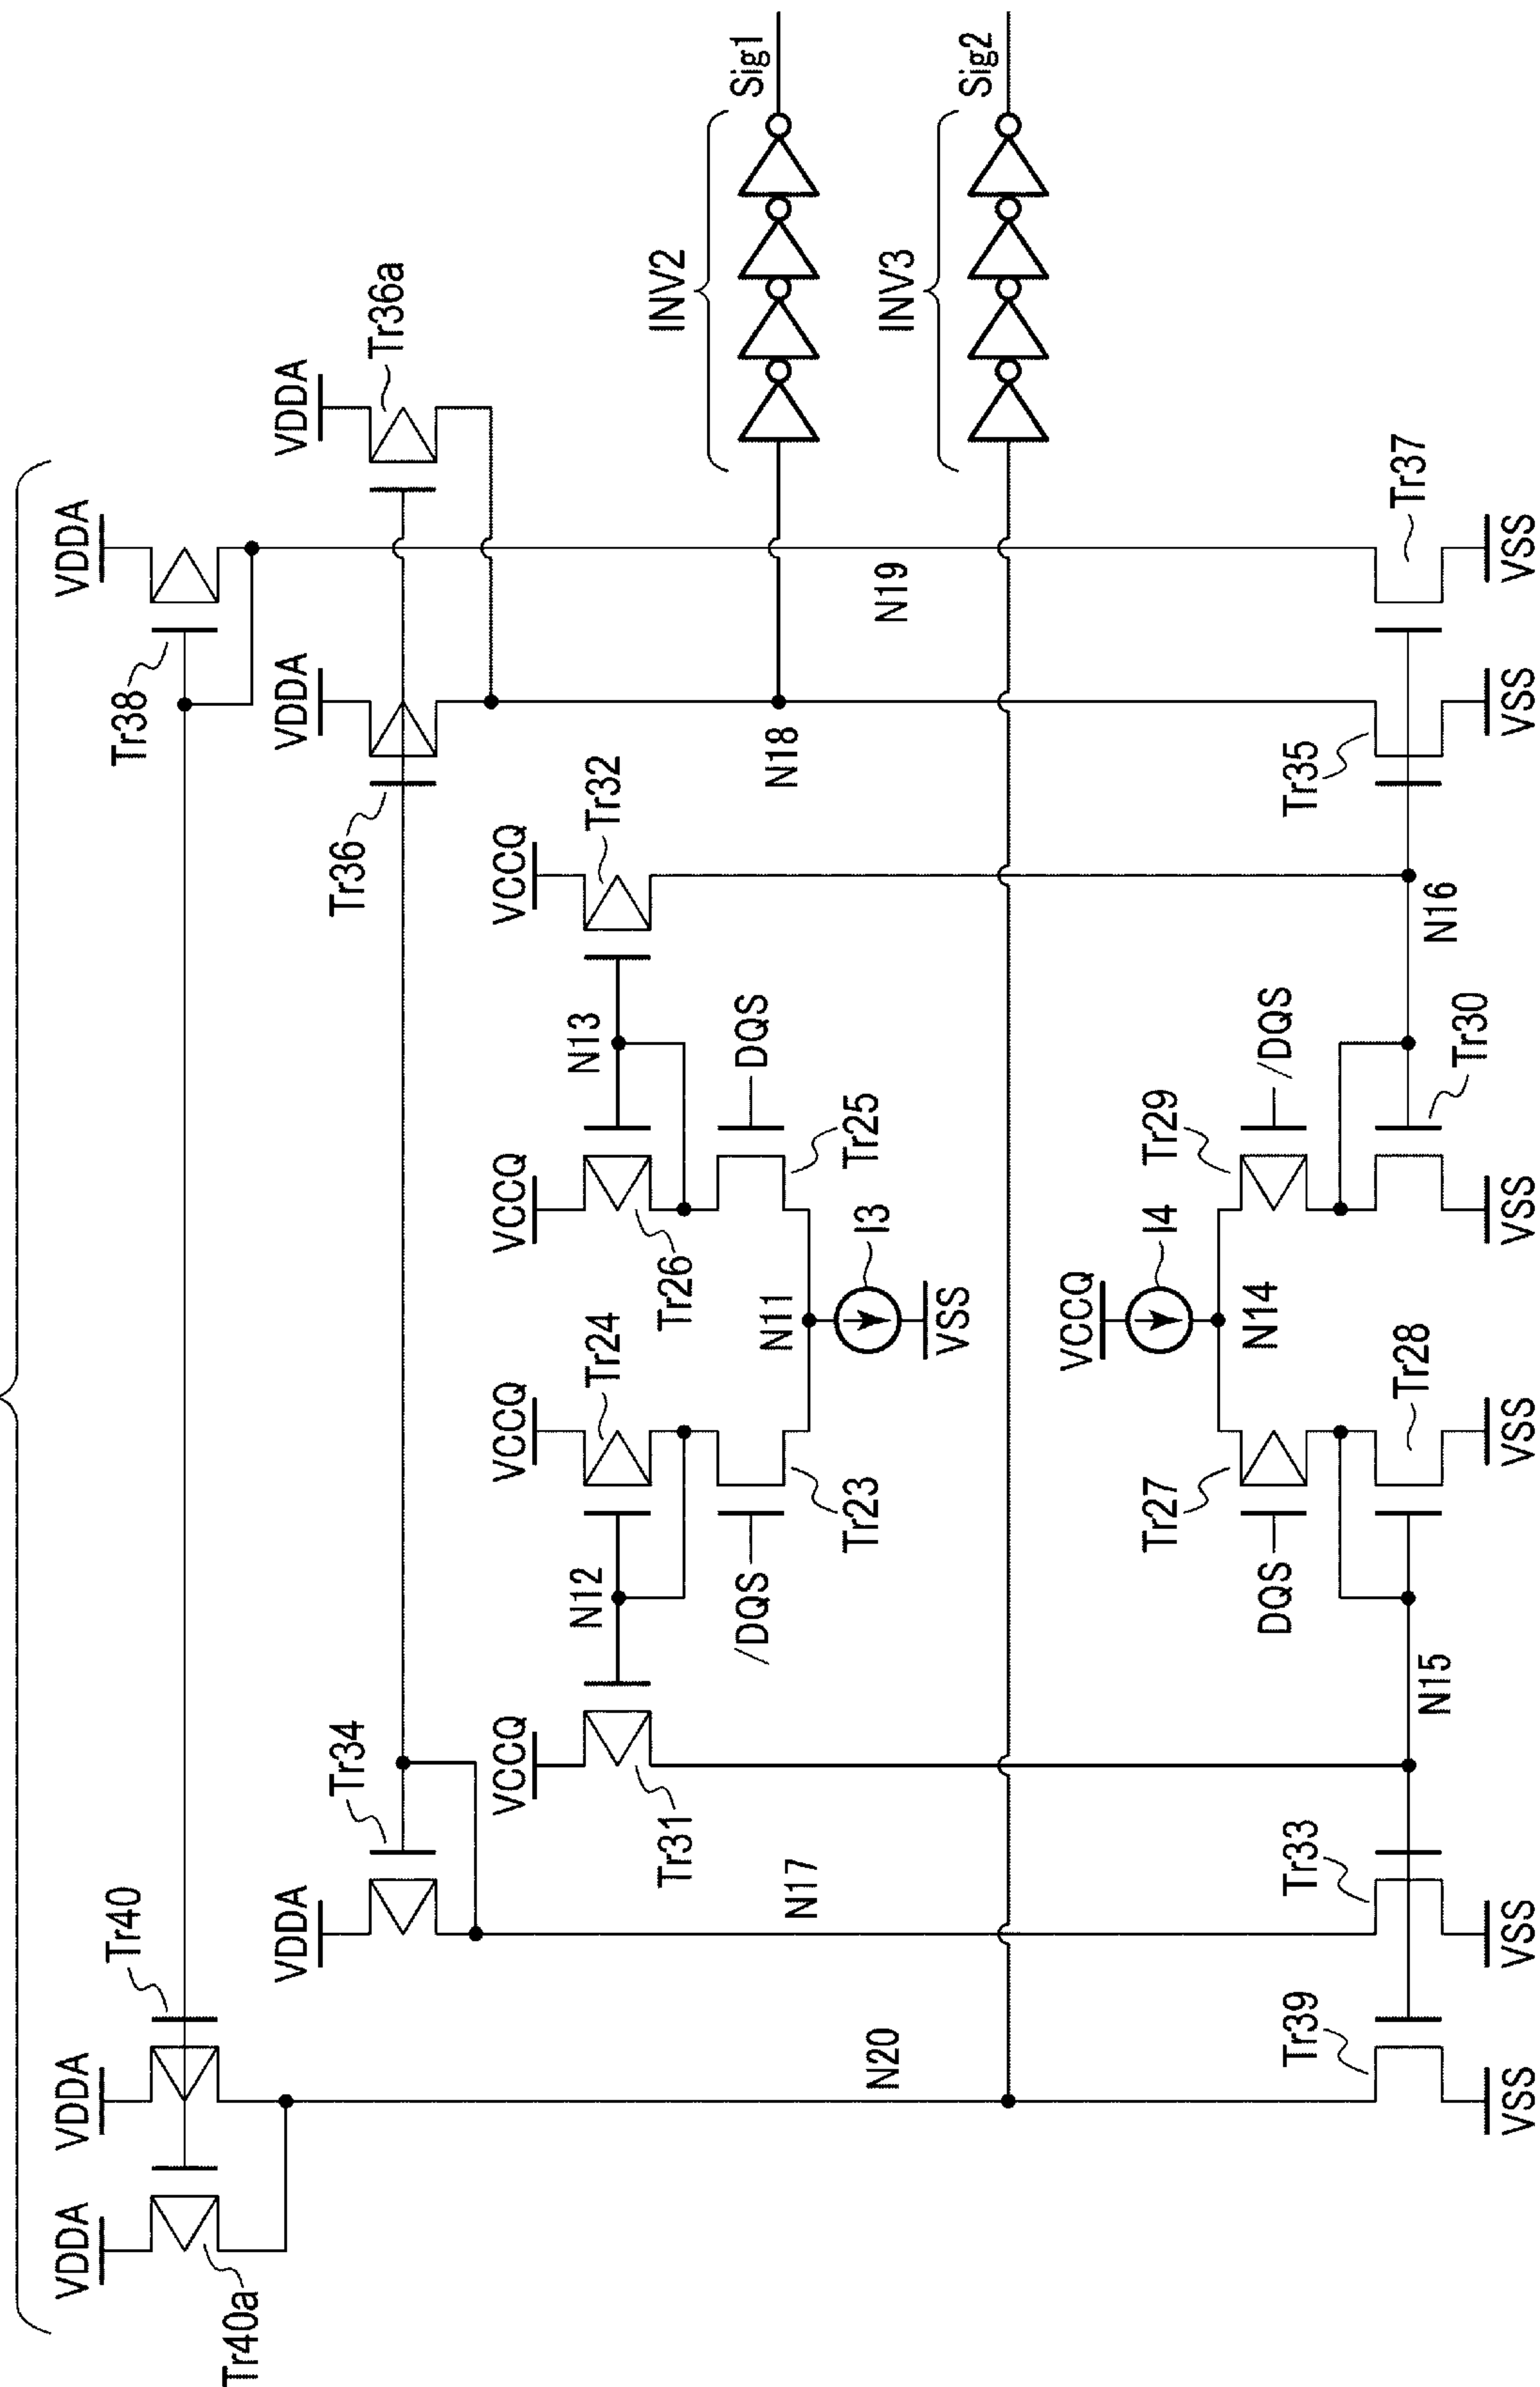 VDDA
VDDA
VDDA
Tr40a
Tr40
Tr38
VDDA
VDDA
VDDA
Tr34
Tr36
Tr36a
VCCQ
VCCQ
VCCQ
VCCQ
Tr31
Tr24
Tr26
Tr32
N12
N13
/DQS
DQS
Tr23
Tr25
N11
I3
VSS
N17
N18
N20
N19
INV2
Sig1
INV3
Sig2
VCCQ
I4
N14
Tr27
Tr29
DQS
/DQS
Tr28
Tr30
N15
N16
Tr39
Tr33
Tr35
Tr37
VSS
VSS
VSS
VSS
VSS
VSS